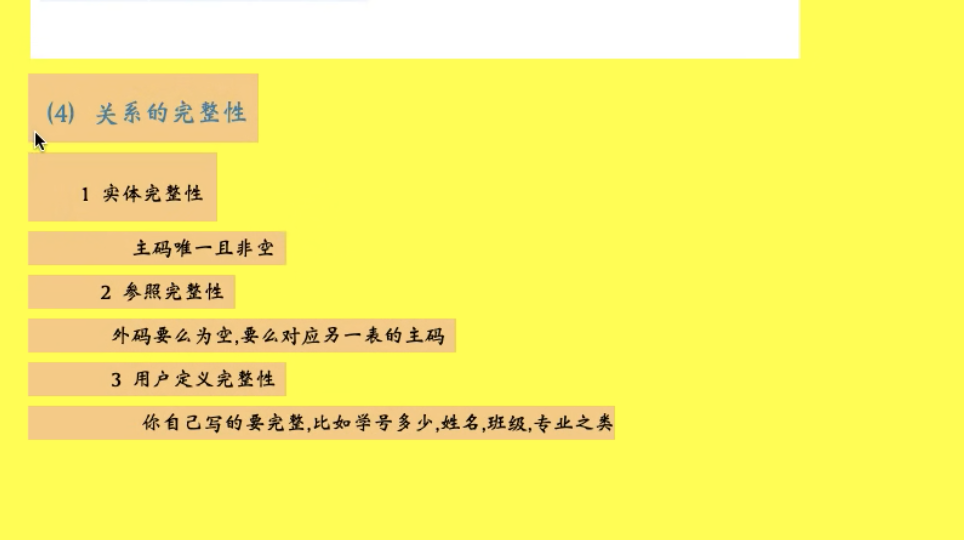 (4) 关系的完整性
1 实体完整性
主码唯一且非空
2 参照完整性
外码要么为空,要么对应另一表的主码
3 用户定义完整性
你自己写的要完整,比如学号多少,姓名,班级,专业之类